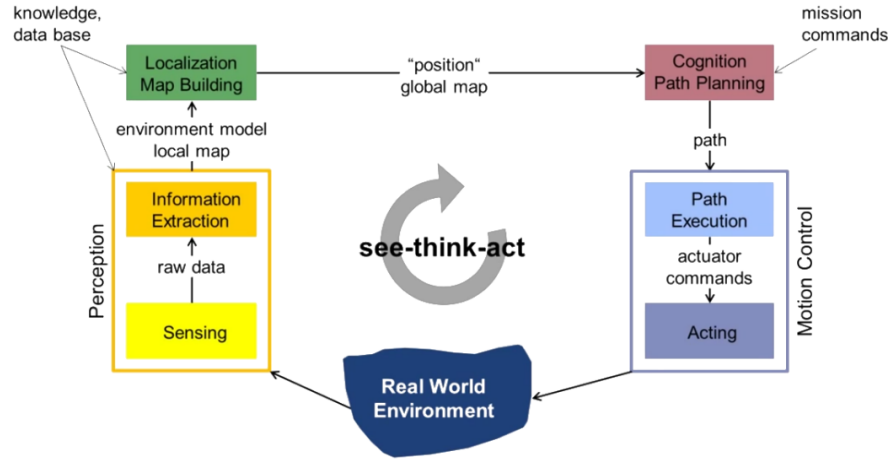 knowledge,
data base
mission
commands
Localization
Map Building
"position"
global map
Cognition
Path Planning
environment model
local map
path
Perception
Information
Extraction
raw data
Sensing
see-think-act
Path
Execution
actuator
commands
Acting
Motion Control
Real World
Environment